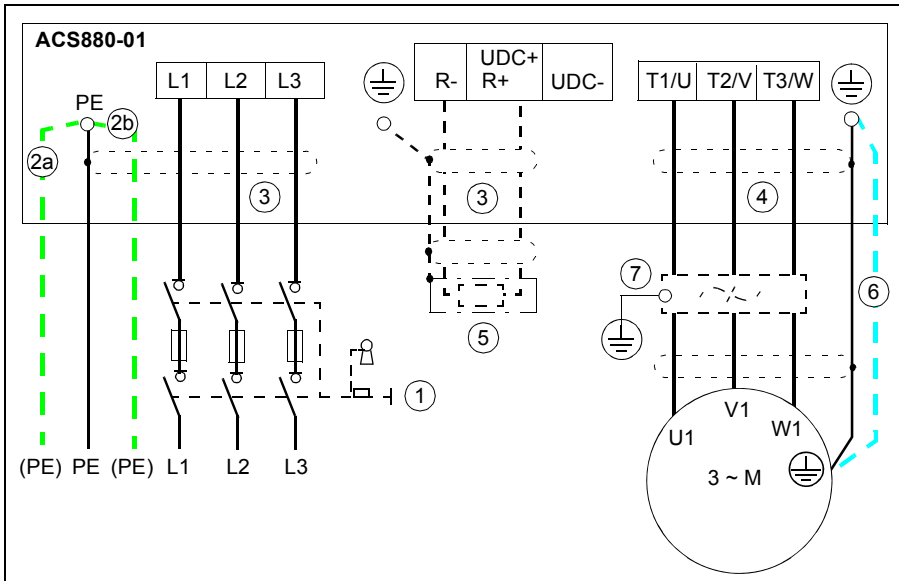 ACS880-01
L1 L2 L3
R- UDC+ R+ UDC-
T1/U T2/V T3/W
PE
2b
2a
3
3
4
7
6
5
1
U1 V1 W1
3 ~ M
(PE) PE (PE) L1 L2 L3